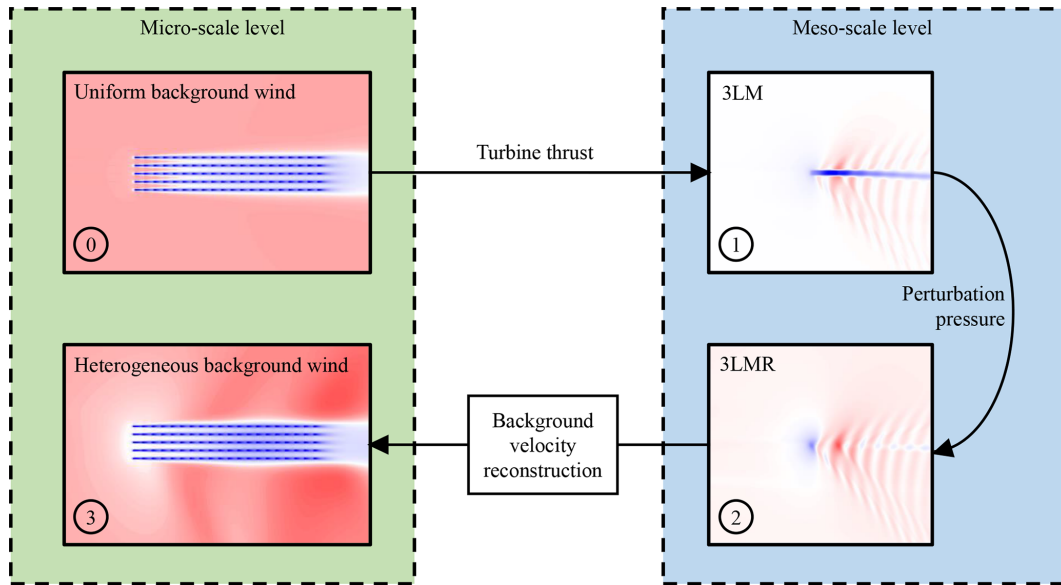 Micro-scale level
Meso-scale level
Uniform background wind
0
Turbine thrust
3LM
1
Perturbation
pressure
3LMR
2
Background
velocity
reconstruction
Heterogeneous background wind
3